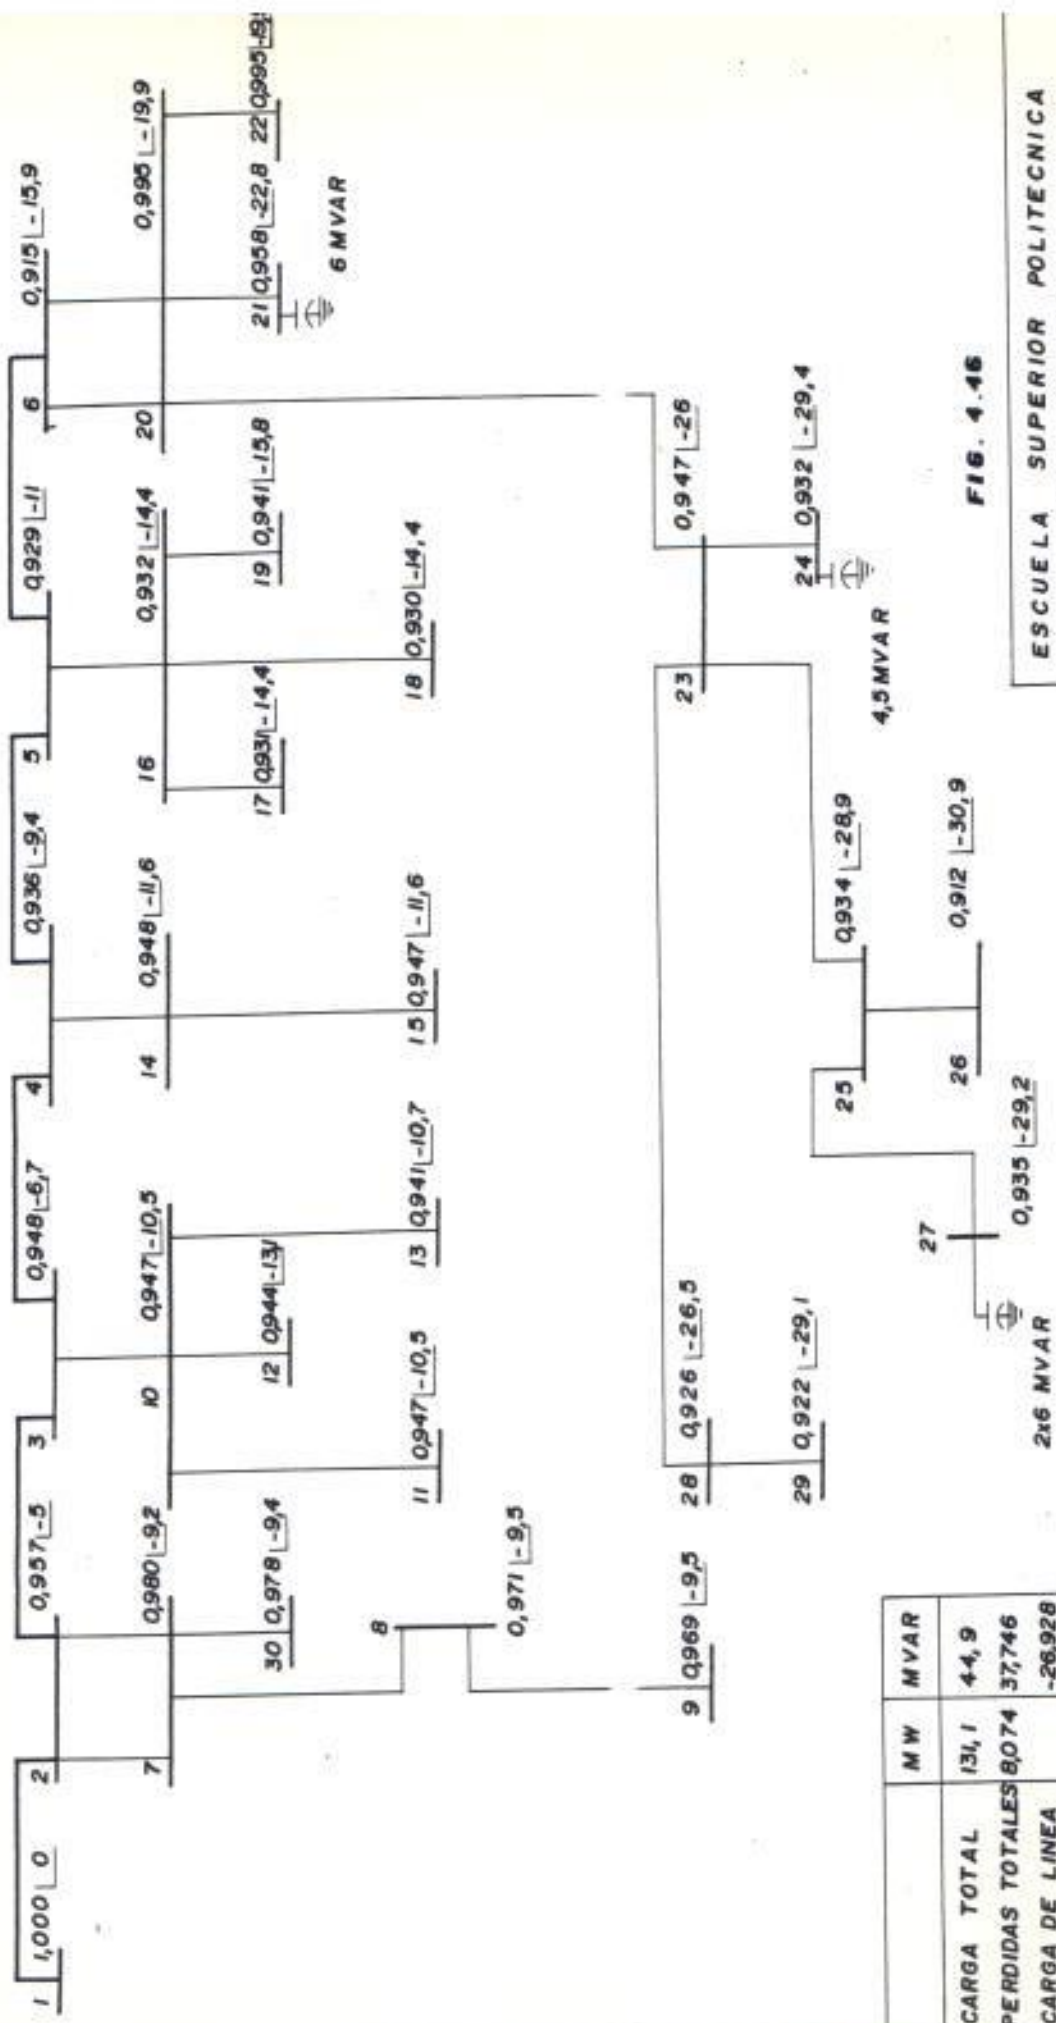 1 1,000 |_0
2 0,957 |_-5
3 0,948 |_-6,7
4 0,936 |_-9,4
5 0,929 |_-11
6 0,915 |_-15,9
7 0,980 |_-9,2
10 0,947 |_-10,5
14 0,948 |_-11,6
16 0,932 |_-14,4
20 0,995 |_-19,9
30 0,978 |_-9,4
12 0,944 |_-13,1
17 0,931 |_-14,4
19 0,941 |_-15,8
21 0,958 |_-22,8
22 0,995
6 MVAR
11 0,947 |_-10,5
13 0,941 |_-10,7
15 0,947 |_-11,6
18 0,930 |_-14,4
8
0,971 |_-9,5
9 0,969 |_-9,5
28 0,926 |_-26,5
23 0,947 |_-26
29 0,922 |_-29,1
24 0,932 |_-29,4
4,5 MVAR
25 0,934 |_-28,9
26 0,912 |_-30,9
27
0,935 |_-29,2
2x6 MVAR
FIG. 4.46
MW MVAR
CARGA TOTAL 131,1 44,9
PERDIDAS TOTALES 8,074 37,746
CARGA DE LINEA -26,928
ESCUELA SUPERIOR POLITECNICA